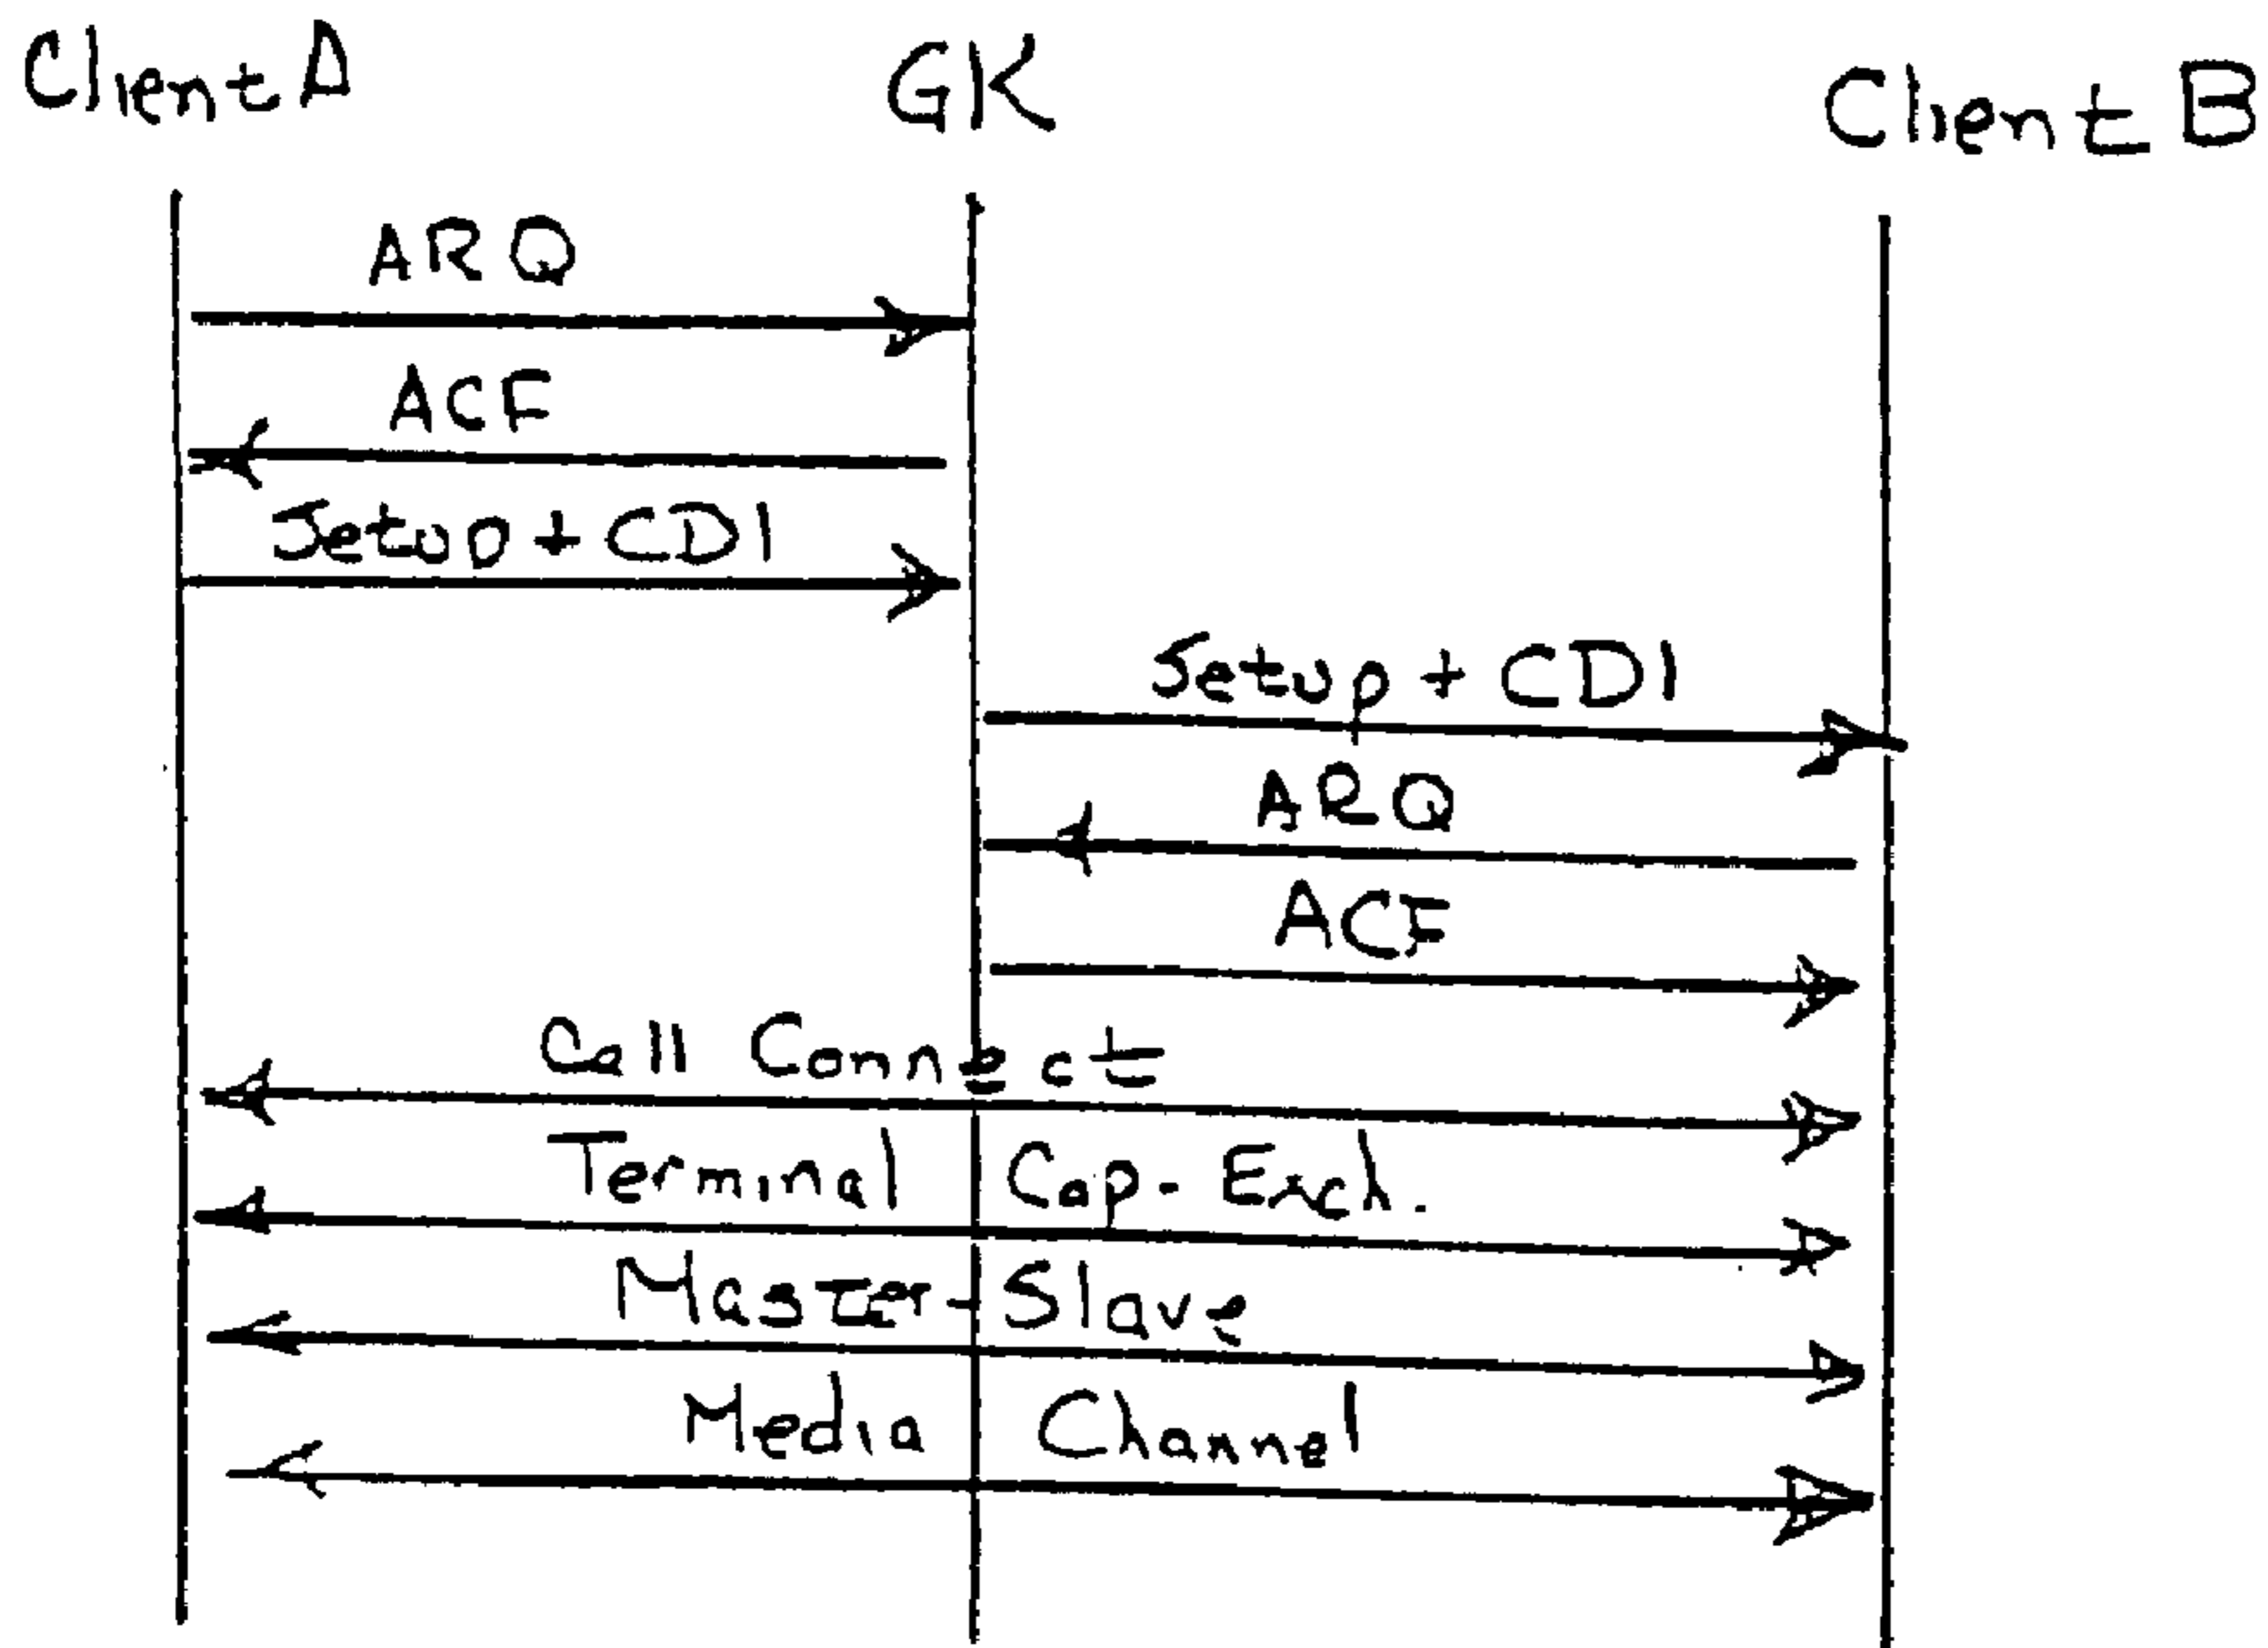 Client A GK Client B
ARQ
ACF
Setup + CDI
Setup + CDI
ARQ
ACF
Call Connect
Terminal Cap. Exch.
Master-Slave
Media Channel